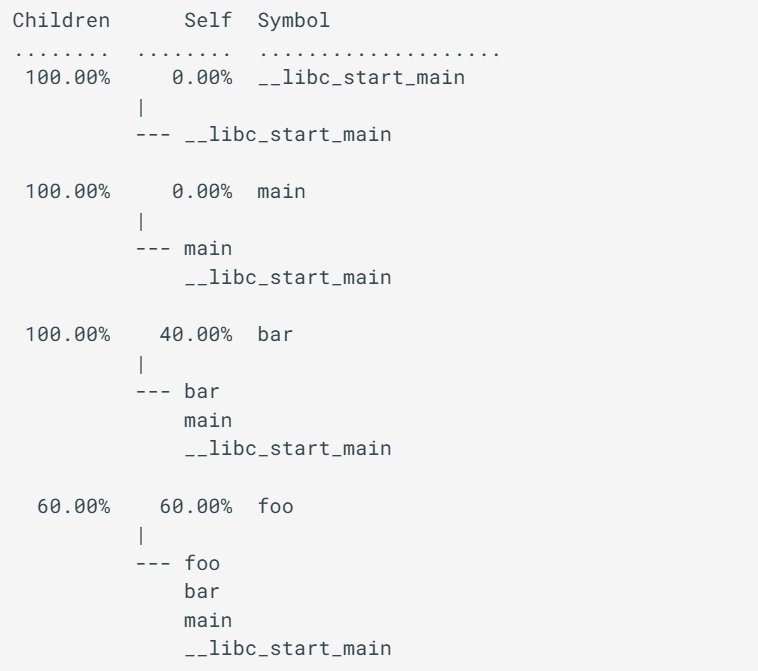 Children      Self  Symbol
........  ........  ....................
 100.00%     0.00%  __libc_start_main
          |
          --- __libc_start_main

 100.00%     0.00%  main
          |
          --- main
              __libc_start_main

 100.00%    40.00%  bar
          |
          --- bar
              main
              __libc_start_main

  60.00%    60.00%  foo
          |
          --- foo
              bar
              main
              __libc_start_main